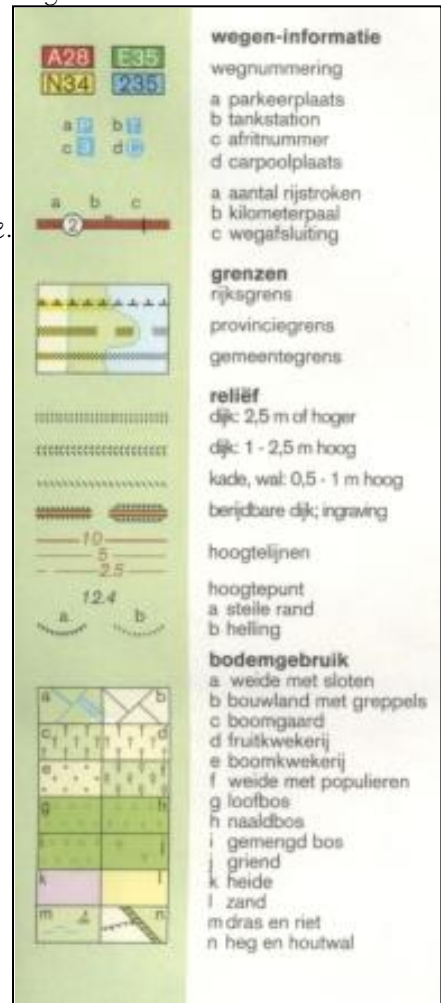 wegen-informatie
A28 E35
N34 235
wegnummering
a P b T
c 3 d C
a parkeerplaats
b tankstation
c afritnummer
d carpoolplaats
a b c
2
a aantal rijstroken
b kilometerpaal
c wegafsluiting
grenzen
rijksgrens
provinciegrens
gemeentegrens
reliëf
dijk: 2,5 m of hoger
dijk: 1 - 2,5 m hoog
kade, wal: 0,5 - 1 m hoog
berijdbare dijk; ingraving
10
5
2.5
hoogtelijnen
12.4
hoogtepunt
a b
a steile rand
b helling
bodemgebruik
a weide met sloten
b bouwland met greppels
c boomgaard
d fruitkwekerij
e boomkwekerij
f weide met populieren
g loofbos
h naaldbos
i gemengd bos
j griend
k heide
l zand
m dras en riet
n heg en houtwal
a b
c d
e f
g h
i j
k l
m n